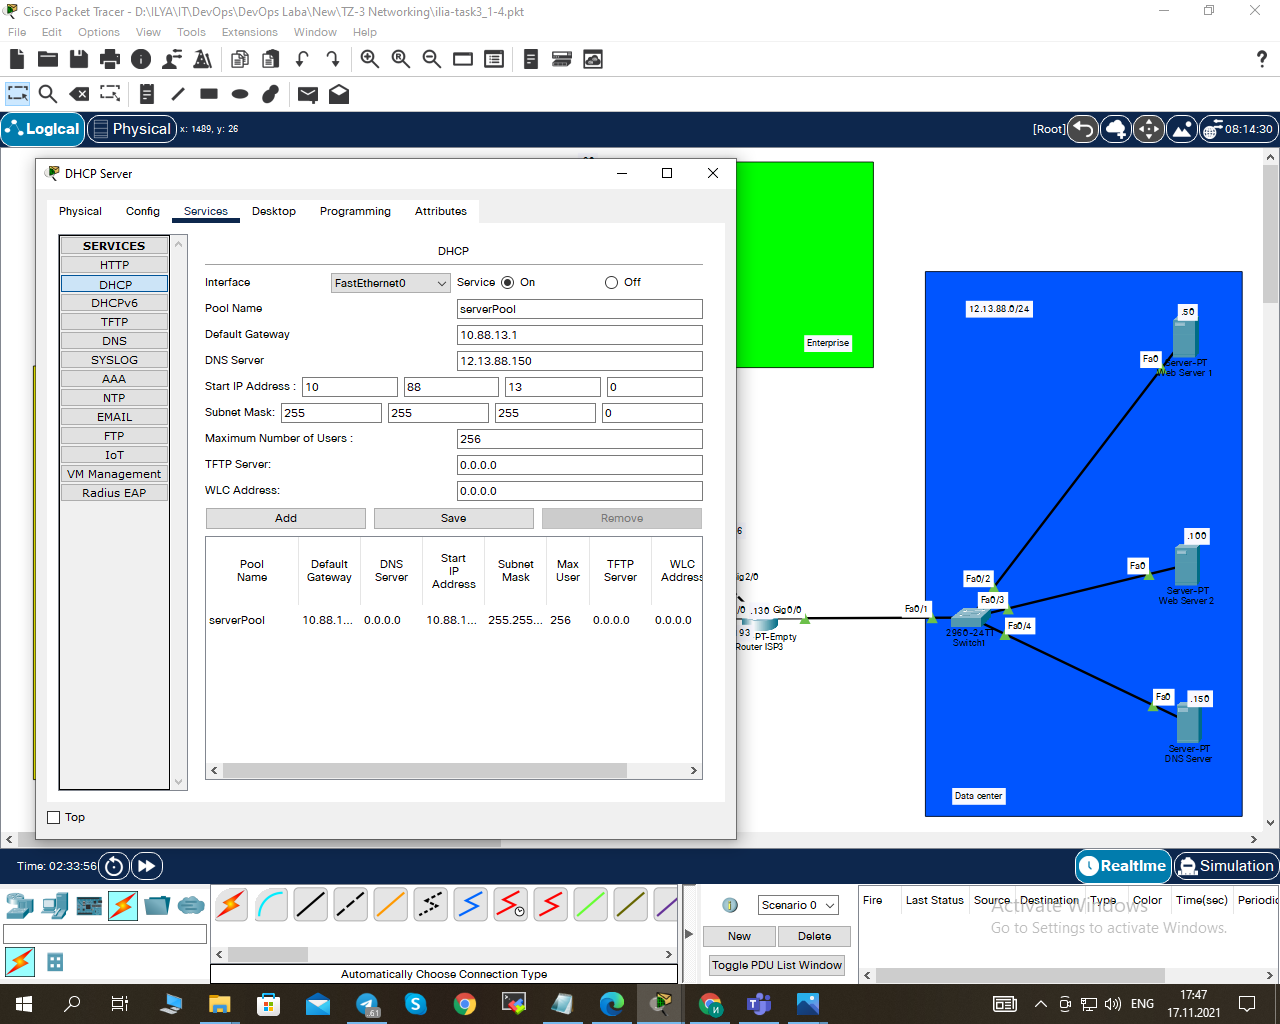 Cisco Packet Tracer - D:\ILYA\IT\DevOps\DevOps Laba\New\TZ-3 Networking\ilia-task3_1-4.pkt
File Edit Options View Tools Extensions Window Help
Logical Physical x: 1489, y: 26 [Root] 08:14:30
DHCP Server
Physical Config Services Desktop Programming Attributes
SERVICES
HTTP
DHCP
DHCPv6
TFTP
DNS
SYSLOG
AAA
NTP
EMAIL
FTP
IoT
VM Management
Radius EAP
DHCP
Interface FastEthernet0 Service On Off
Pool Name serverPool
Default Gateway 10.88.13.1
DNS Server 12.13.88.150
Start IP Address : 10 88 13 0
Subnet Mask: 255 255 255 0
Maximum Number of Users : 256
TFTP Server: 0.0.0.0
WLC Address: 0.0.0.0
Add Save Remove
Pool Name Default Gateway DNS Server Start IP Address Subnet Mask Max User TFTP Server WLC Address
serverPool 10.88.1... 0.0.0.0 10.88.1... 255.255... 256 0.0.0.0 0.0.0.0
Top
Enterprise
12.13.88.0/24
.50
Fa0
Server-PT
Web Server 1
.100
Fa0
Server-PT
Web Server 2
Fa0/2
Fa0/3
Fa0/1
Fa0/4
2960-24TT
Switch1
6
ig2/0
/0 .130 Gig0/0
93 PT-Empty
Router ISP3
Fa0 .150
Server-PT
DNS Server
Data center
Time: 02:33:56 Realtime Simulation
Automatically Choose Connection Type
Scenario 0
New Delete
Toggle PDU List Window
Fire Last Status Source Destination Type Color Time(sec) Periodic
Activate Windows
Go to Settings to activate Windows.
.61
И
ENG
17:47
17.11.2021